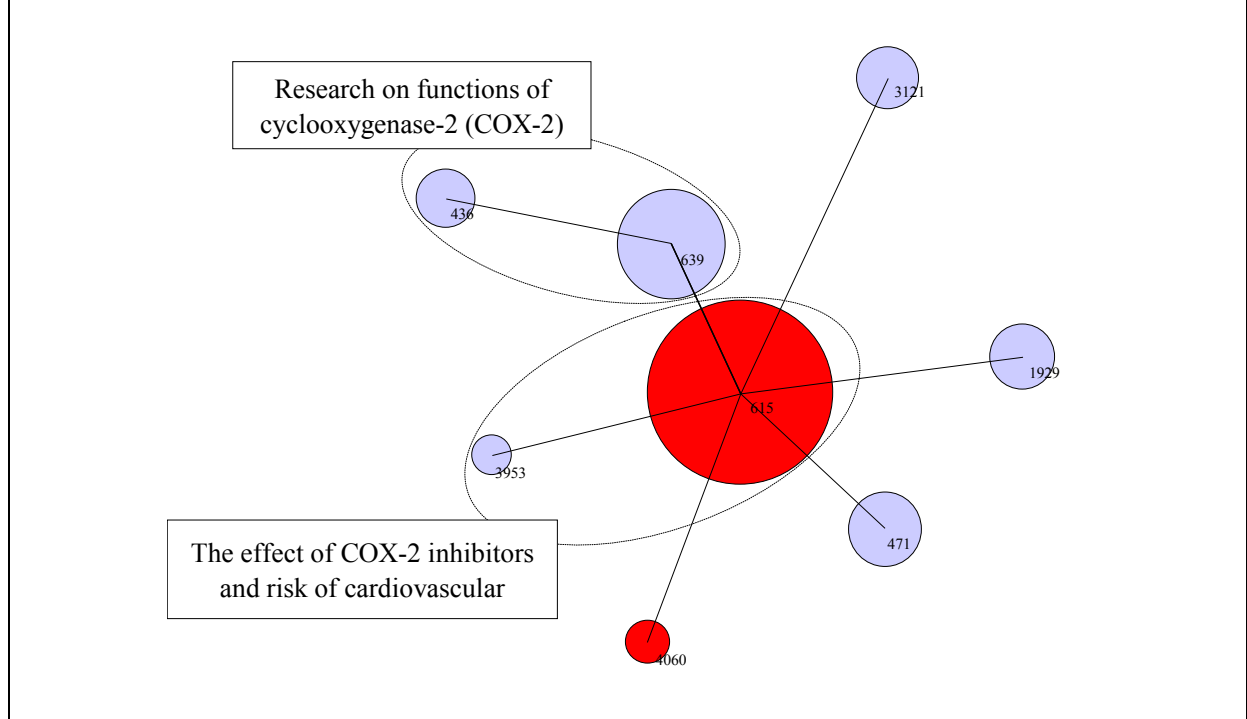 Research on functions of
cyclooxygenase-2 (COX-2)
3121
436
639
1929
615
3953
471
The effect of COX-2 inhibitors
and risk of cardiovascular
4060